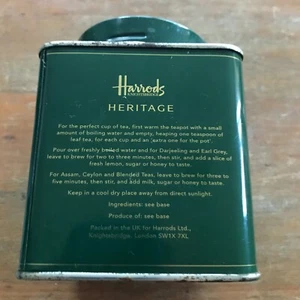 Harrods
KNIGHTSBRIDGE
HERITAGE
For the perfect cup of tea, first warm the teapot with a small
amount of boiling water and empty, heaping one teaspoon of
leaf tea, for each cup and an 'extra one for the pot'.
Pour over freshly boiled water and for Darjeeling and Earl Grey,
leave to brew for two to three minutes, then stir, and add a slice of
fresh lemon, sugar or honey to taste.
For Assam, Ceylon and Blended Teas, leave to brew for three to
five minutes, then stir, and add milk, sugar or honey to taste.
Keep in a cool dry place away from direct sunlight.
Ingredients: see base
Produce of: see base
Packed in the UK for Harrods Ltd.,
Knightsbridge, London SW1X 7XL